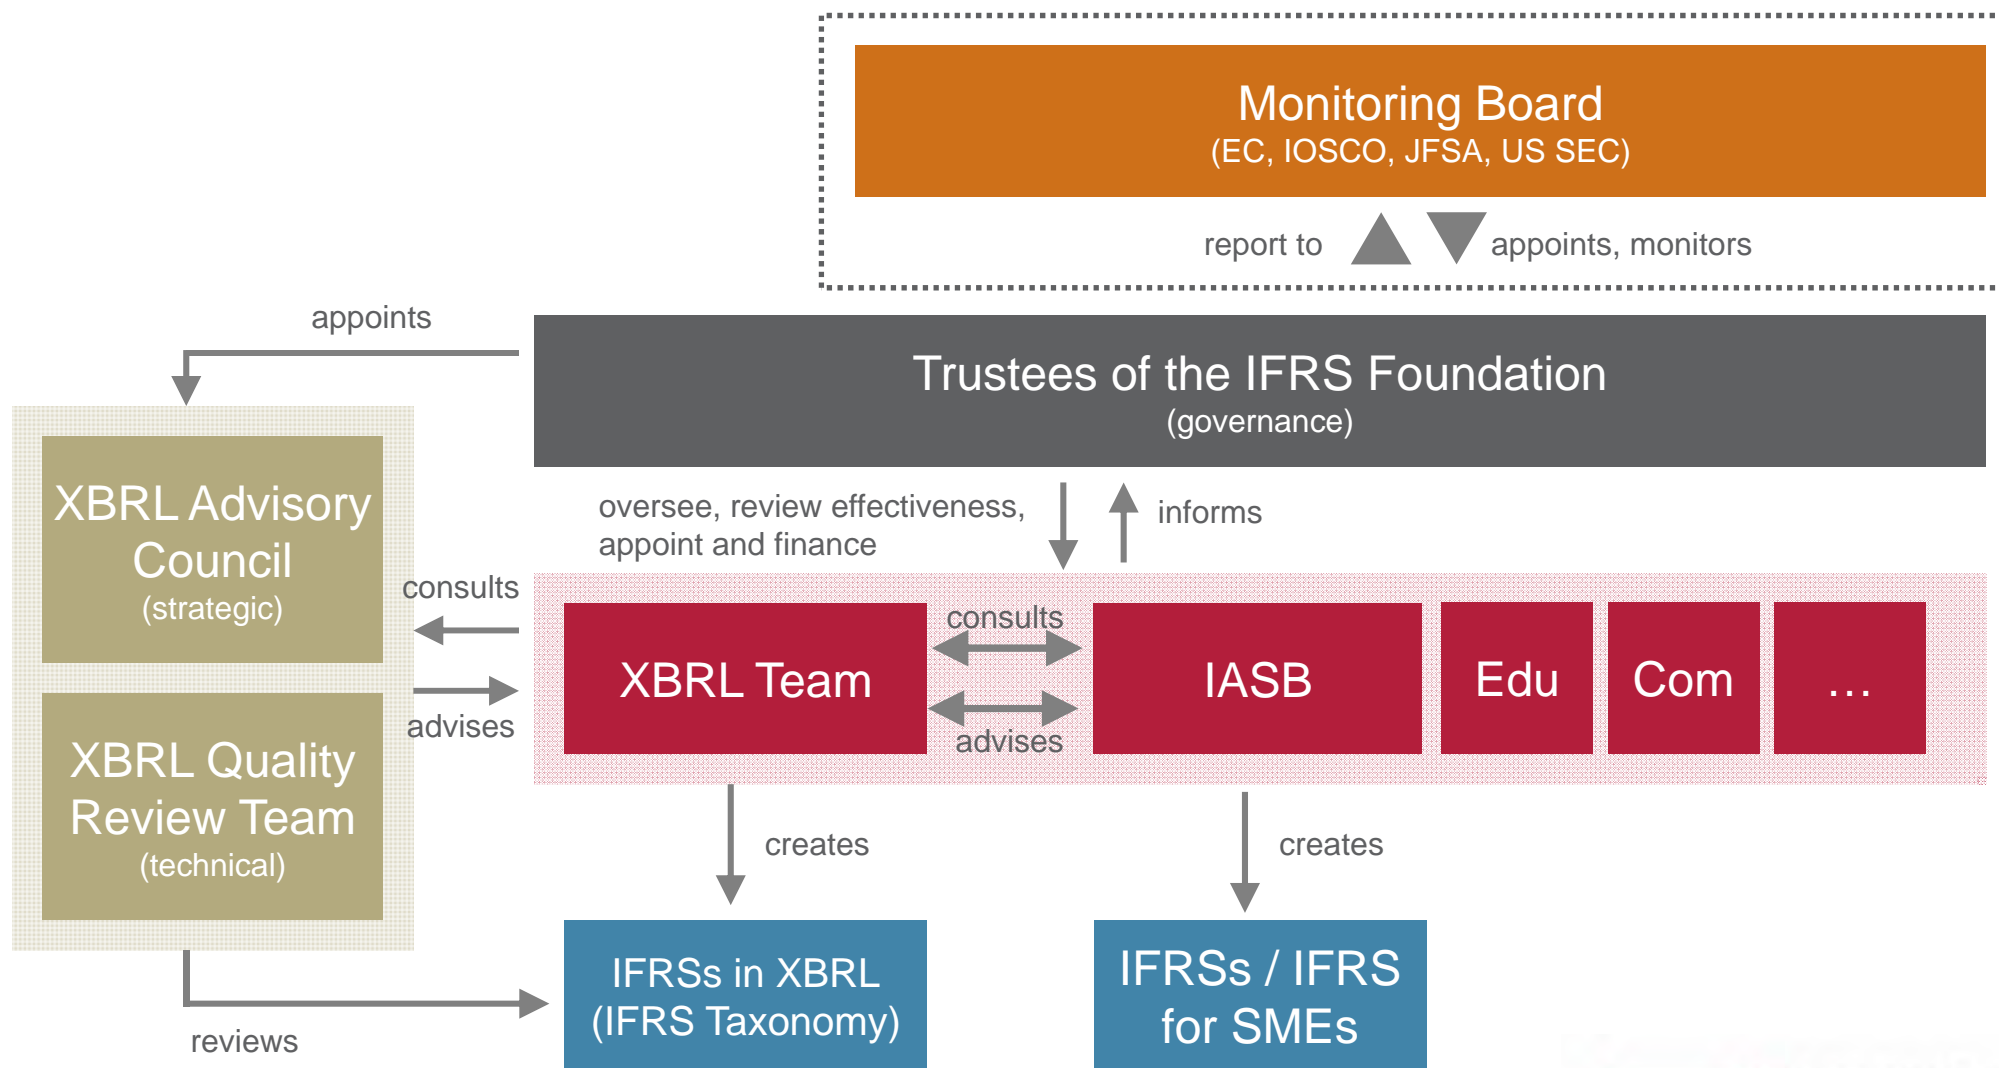 Monitoring Board
(EC, IOSCO, JFSA, US SEC)
report to
appoints, monitors
appoints
Trustees of the IFRS Foundation
(governance)
XBRL Advisory
Council
(strategic)
oversee, review effectiveness,
appoint and finance
informs
consults
advises
XBRL Quality
Review Team
(technical)
XBRL Team
consults
advises
IASB
Edu
Com
…
creates
creates
reviews
IFRSs in XBRL
(IFRS Taxonomy)
IFRSs / IFRS
for SMEs